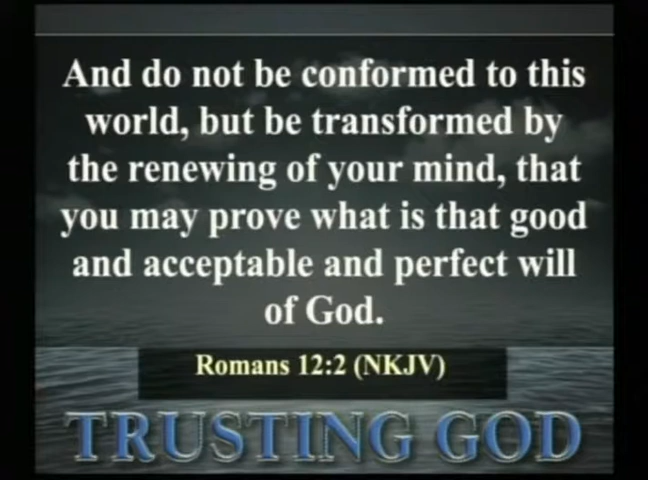 And do not be conformed to this
world, but be transformed by
the renewing of your mind, that
you may prove what is that good
and acceptable and perfect will
of God.
Romans 12:2 (NKJV)
TRUSTING GOD